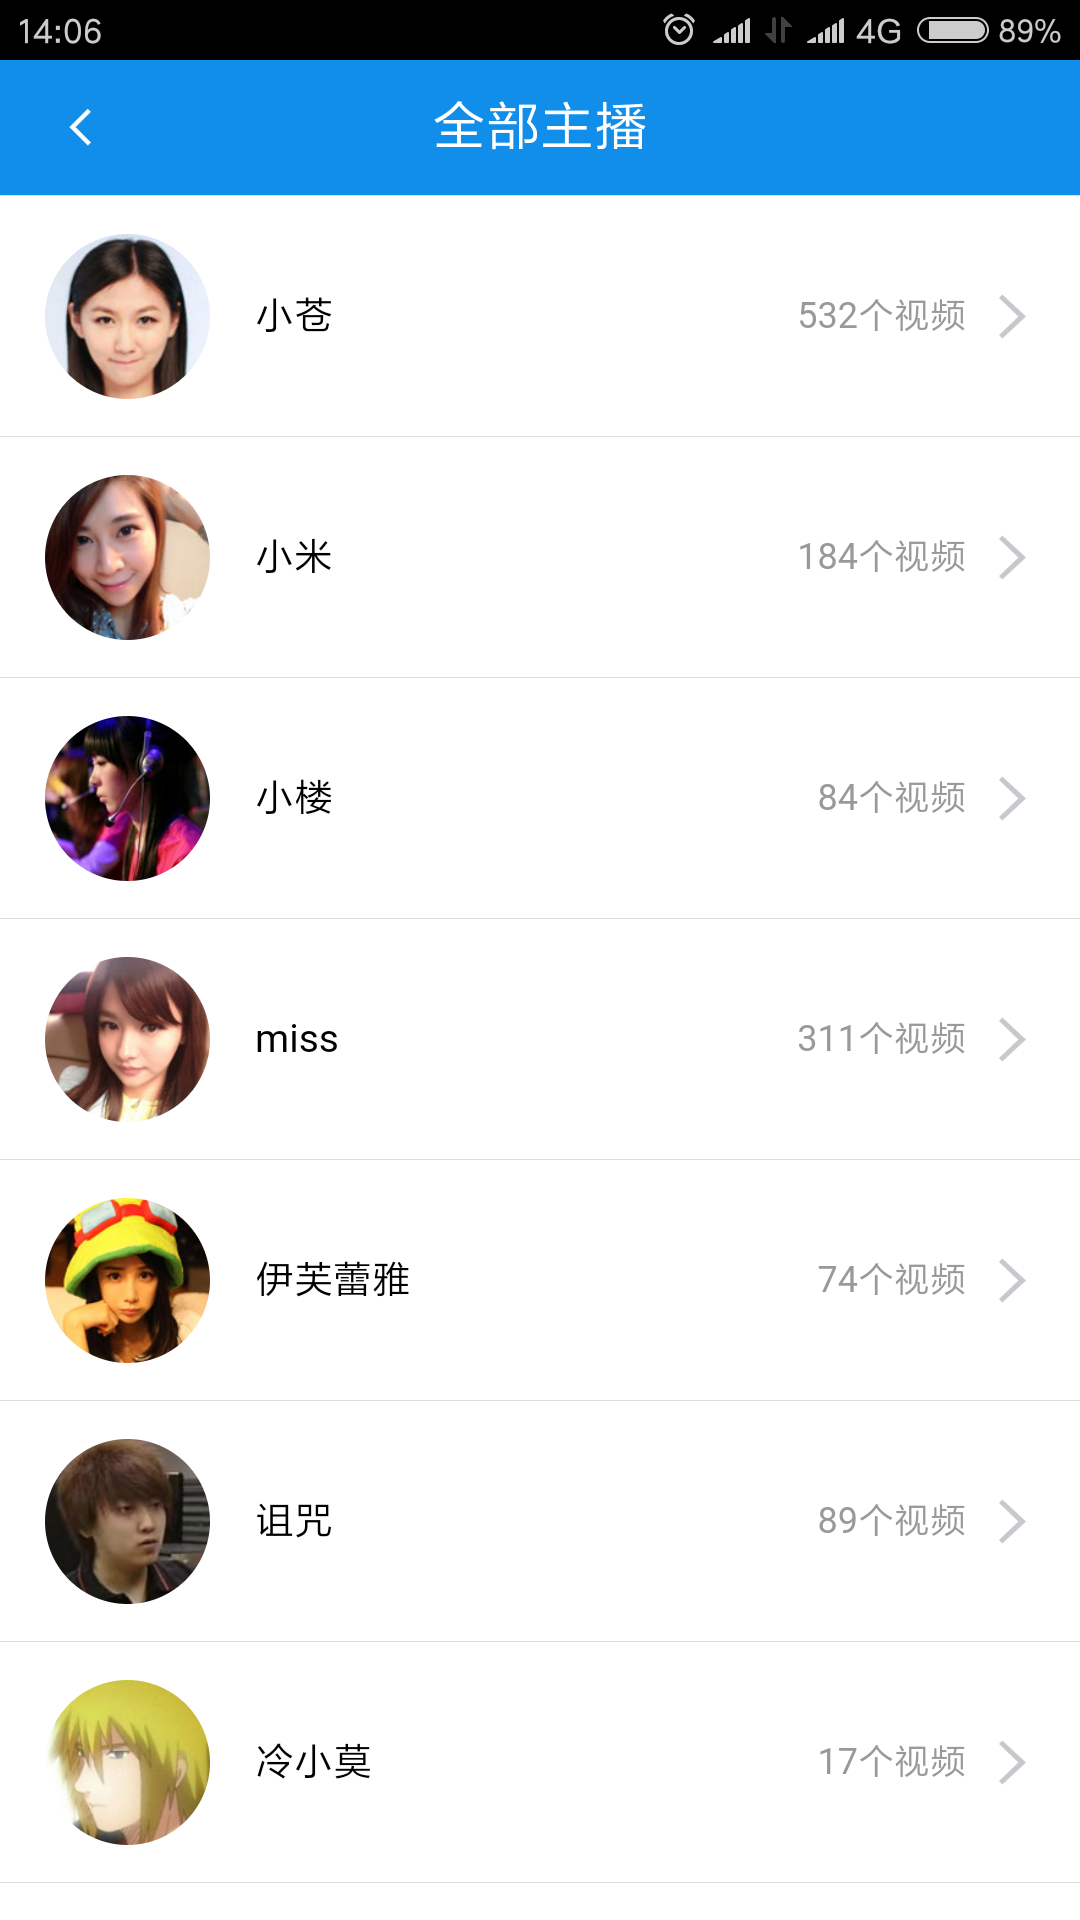 14:06 4G 89%
全部主播
小苍 532个视频
小米 184个视频
小楼 84个视频
miss 311个视频
伊芙蕾雅 74个视频
诅咒 89个视频
冷小莫 17个视频